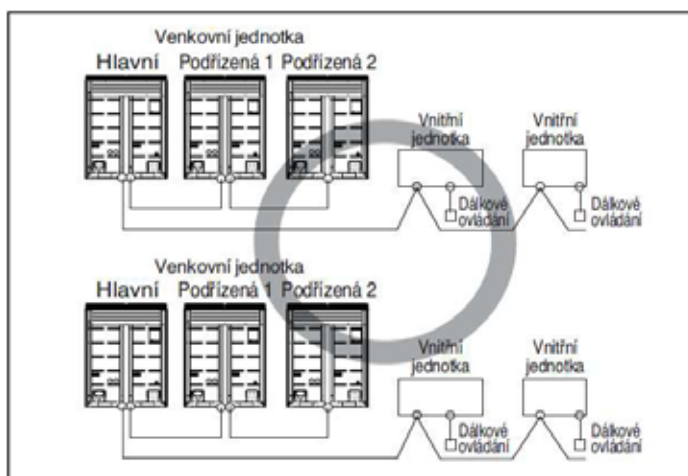 Venkovní jednotka
Hlavní Podřízená 1 Podřízená 2
Vnitřní
jednotka
Vnitřní
jednotka
Dálkové
ovládání
Dálkové
ovládání
Venkovní jednotka
Hlavní Podřízená 1 Podřízená 2
Vnitřní
jednotka
Vnitřní
jednotka
Dálkové
ovládání
Dálkové
ovládání